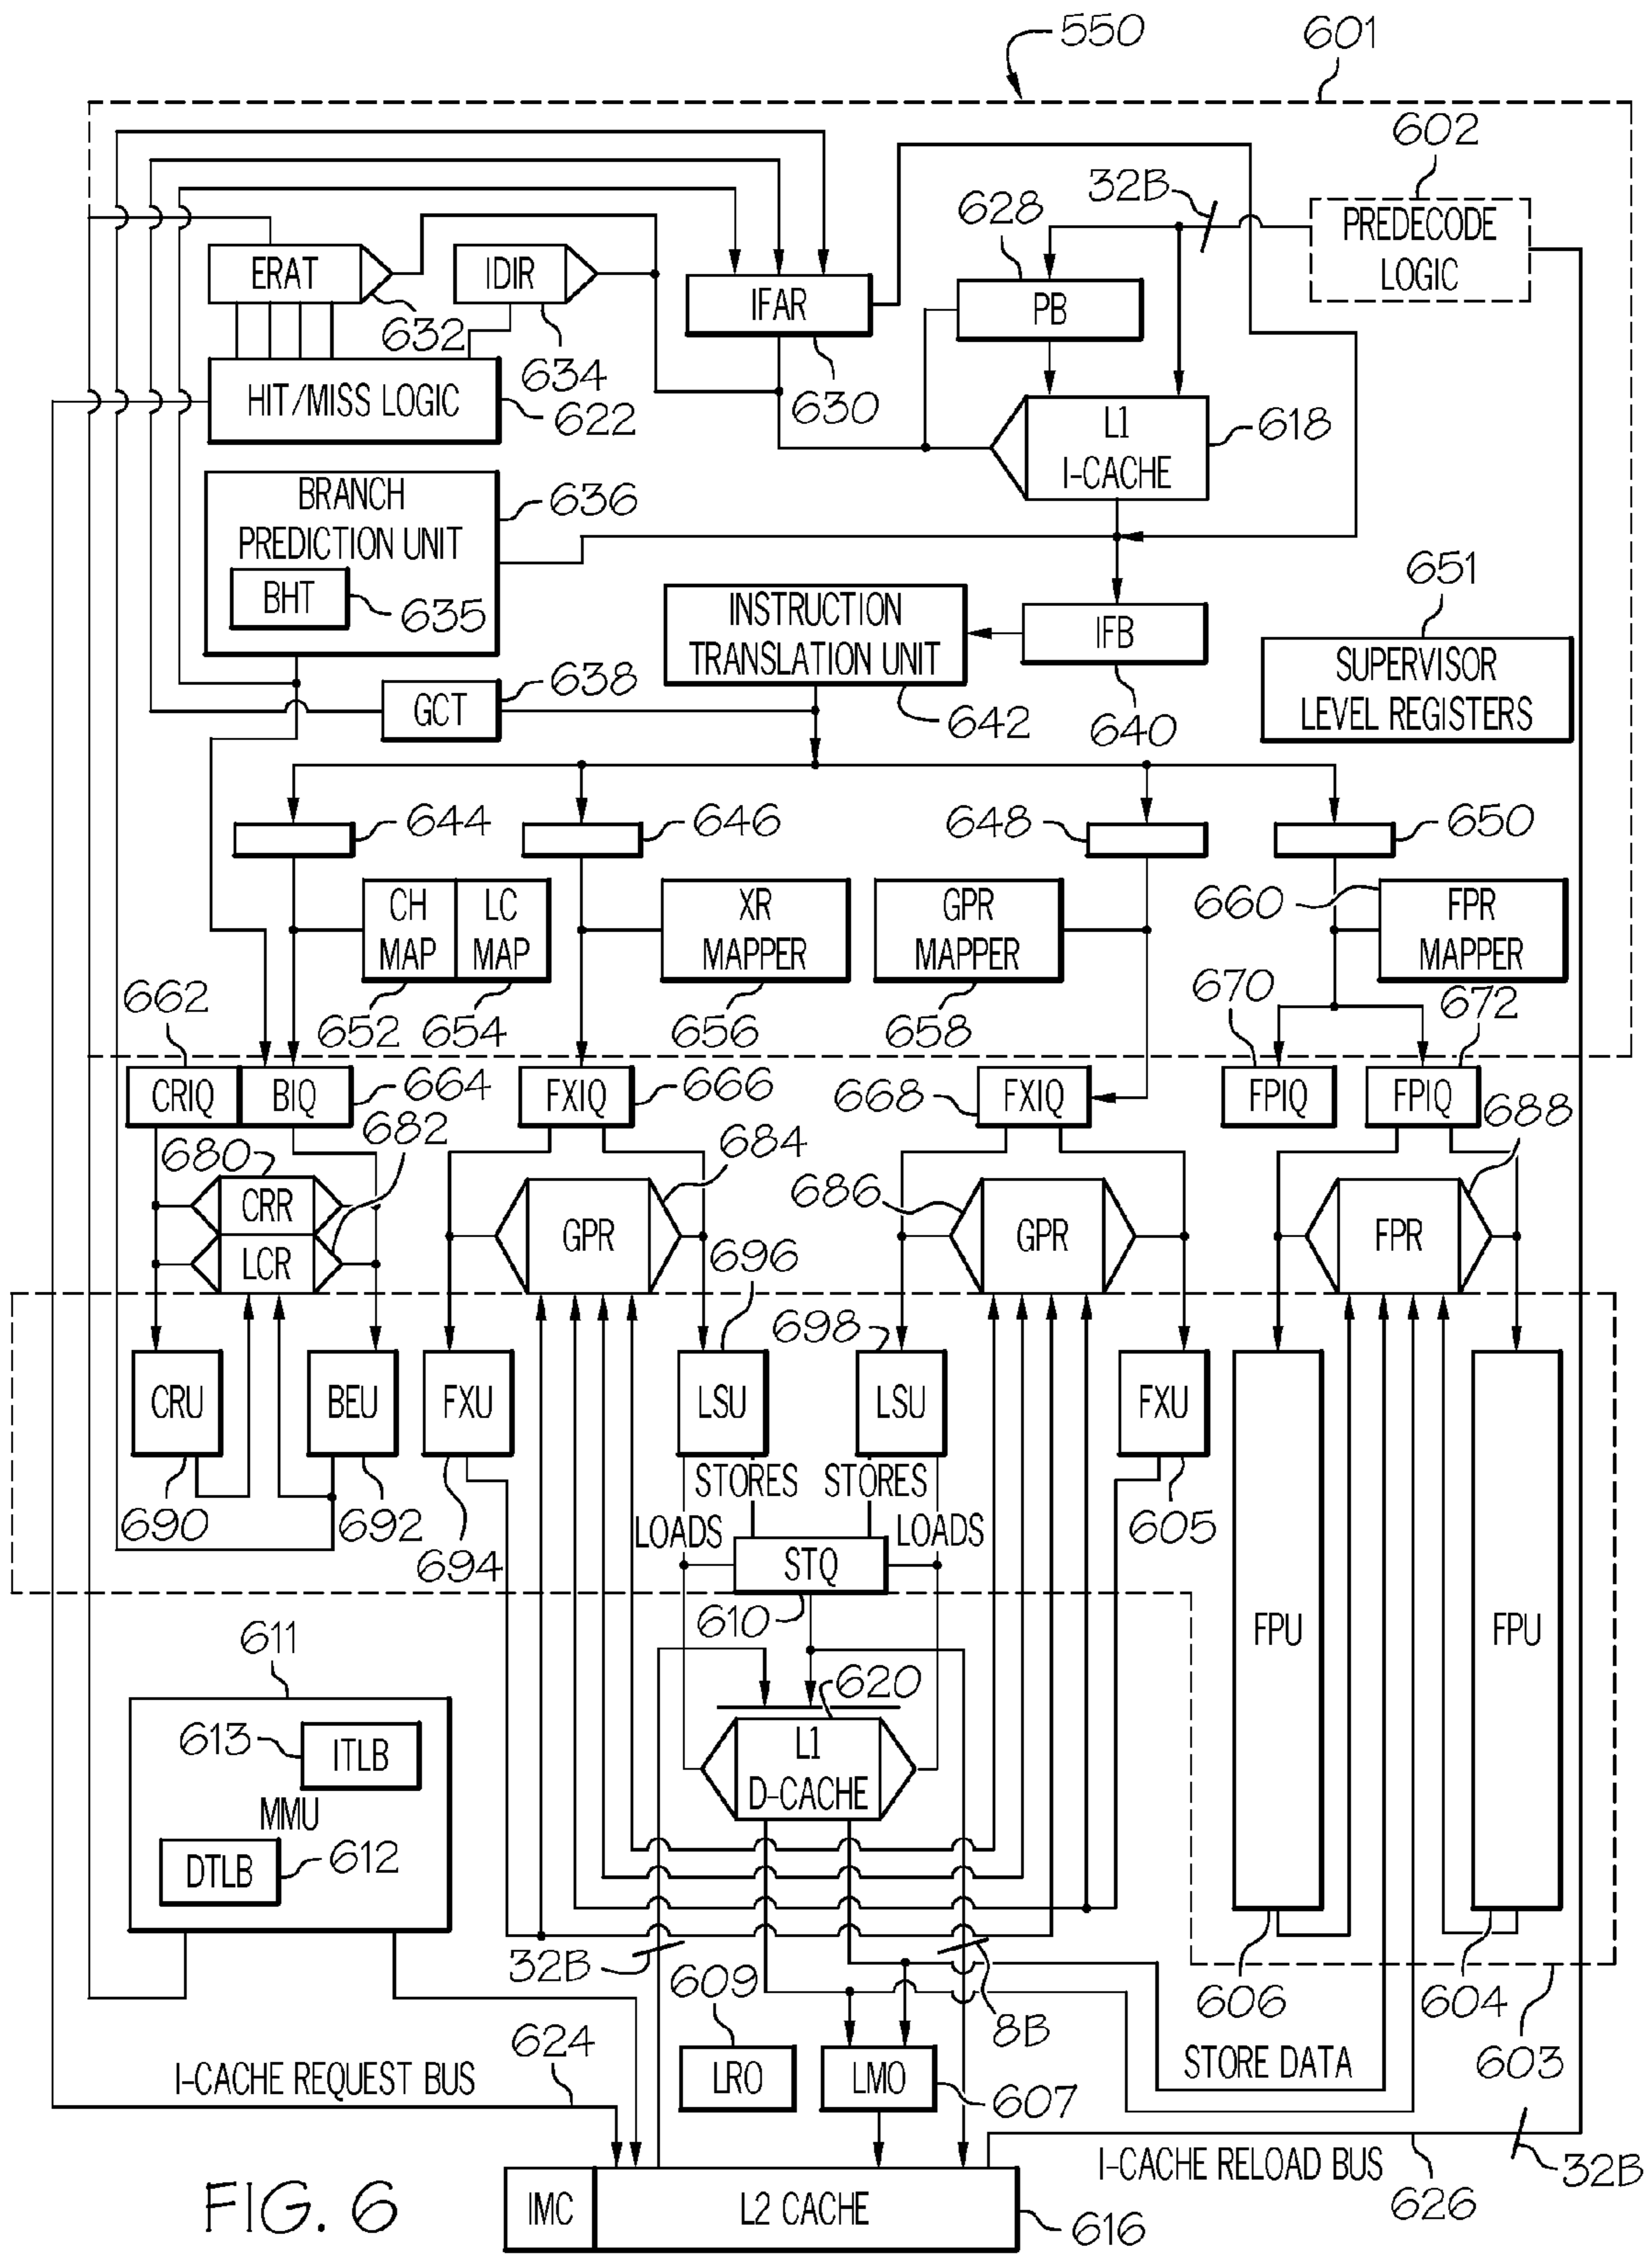 550
601
602
32B
628
PREDECODE
LOGIC
ERAT
IDIR
IFAR
PB
632
634
630
HIT/MISS LOGIC
622
L1
I-CACHE
618
BRANCH
PREDICTION UNIT
636
BHT
635
INSTRUCTION
TRANSLATION UNIT
IFB
651
SUPERVISOR
LEVEL REGISTERS
638
GCT
642
640
644
646
648
650
CH
MAP
LC
MAP
XR
MAPPER
GPR
MAPPER
660
FPR
MAPPER
662
652
654
656
658
670
672
CRIQ
BIQ
664
FXIQ
666
668
FXIQ
FPIQ
FPIQ
688
680
682
684
686
CRR
LCR
GPR
GPR
FPR
696
698
CRU
BEU
FXU
LSU
LSU
FXU
STORES
STORES
690
692
694
LOADS
LOADS
605
STQ
610
FPU
FPU
611
620
613
ITLB
MMU
DTLB
612
L1
D-CACHE
32B
609
8B
606
604
603
624
I-CACHE REQUEST BUS
LRO
LMO
607
STORE DATA
I-CACHE RELOAD BUS
32B
626
IMC
L2 CACHE
616
FIG. 6